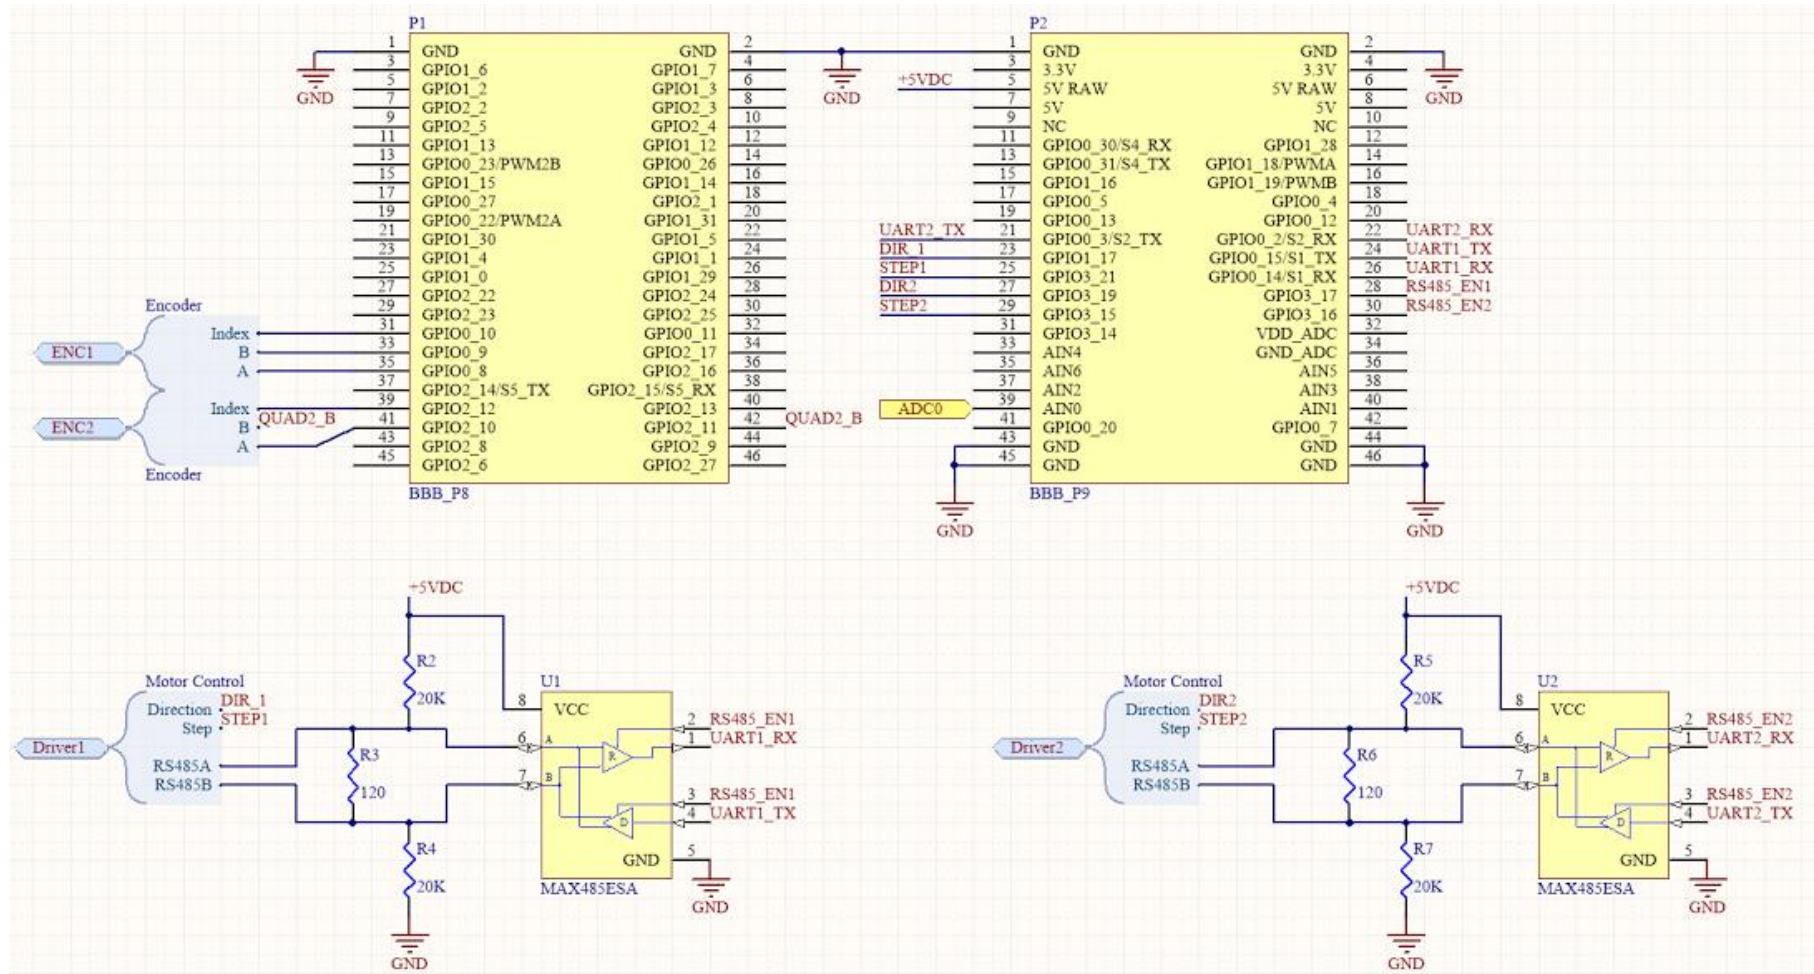 P1
1 GND GND 2
3 GPIO1_6 GPIO1_7 4
5 GPIO1_2 GPIO1_3 6
7 GPIO2_2 GPIO2_3 8
9 GPIO2_5 GPIO2_4 10
11 GPIO1_13 GPIO1_12 12
13 GPIO0_23/PWM2B GPIO0_26 14
15 GPIO1_15 GPIO1_14 16
17 GPIO0_27 GPIO2_1 18
19 GPIO0_22/PWM2A GPIO1_31 20
21 GPIO1_30 GPIO1_5 22
23 GPIO1_4 GPIO1_1 24
25 GPIO1_0 GPIO1_29 26
27 GPIO2_22 GPIO2_24 28
29 GPIO2_23 GPIO2_25 30
31 GPIO0_10 GPIO0_11 32
33 GPIO0_9 GPIO2_17 34
35 GPIO0_8 GPIO2_16 36
37 GPIO2_14/S5_TX GPIO2_15/S5_RX 38
39 GPIO2_12 GPIO2_13 40
41 GPIO2_10 GPIO2_11 42 QUAD2_B
43 GPIO2_8 GPIO2_9 44
45 GPIO2_6 GPIO2_27 46
BBB_P8
GND
GND
Encoder
ENC1
Index
B
A
ENC2
Index
QUAD2_B
B
A
Encoder
P2
1 GND GND 2
3 3.3V 3.3V 4
+5VDC 5 5V RAW 5V RAW 6
7 5V 5V 8
9 NC NC 10
11 GPIO0_30/S4_RX GPIO1_28 12
13 GPIO0_31/S4_TX GPIO1_18/PWMA 14
15 GPIO1_16 GPIO1_19/PWMB 16
17 GPIO0_5 GPIO0_4 18
19 GPIO0_13 GPIO0_12 20
UART2_TX 21 GPIO0_3/S2_TX GPIO0_2/S2_RX 22 UART2_RX
DIR_1 23 GPIO1_17 GPIO0_15/S1_TX 24 UART1_TX
STEP1 25 GPIO3_21 GPIO0_14/S1_RX 26 UART1_RX
DIR2 27 GPIO3_19 GPIO3_17 28 RS485_EN1
STEP2 29 GPIO3_15 GPIO3_16 30 RS485_EN2
31 GPIO3_14 VDD_ADC 32
33 AIN4 GND_ADC 34
35 AIN6 AIN5 36
37 AIN2 AIN3 38
ADC0 39 AIN0 AIN1 40
41 GPIO0_20 GPIO0_7 42
43 GND GND 44
45 GND GND 46
BBB_P9
GND
GND
GND
+5VDC
R2
20K
Motor Control
Direction DIR_1
Step STEP1
Driver1
RS485A
RS485B
R3
120
R4
20K
GND
U1
8 VCC
6 A
7 B
R
D
2 RS485_EN1
1 UART1_RX
3 RS485_EN1
4 UART1_TX
GND 5
MAX485ESA
GND
+5VDC
R5
20K
Motor Control
Direction DIR2
Step STEP2
Driver2
RS485A
RS485B
R6
120
R7
20K
GND
U2
8 VCC
6 A
7 B
R
D
2 RS485_EN2
1 UART2_RX
3 RS485_EN2
4 UART2_TX
GND 5
MAX485ESA
GND